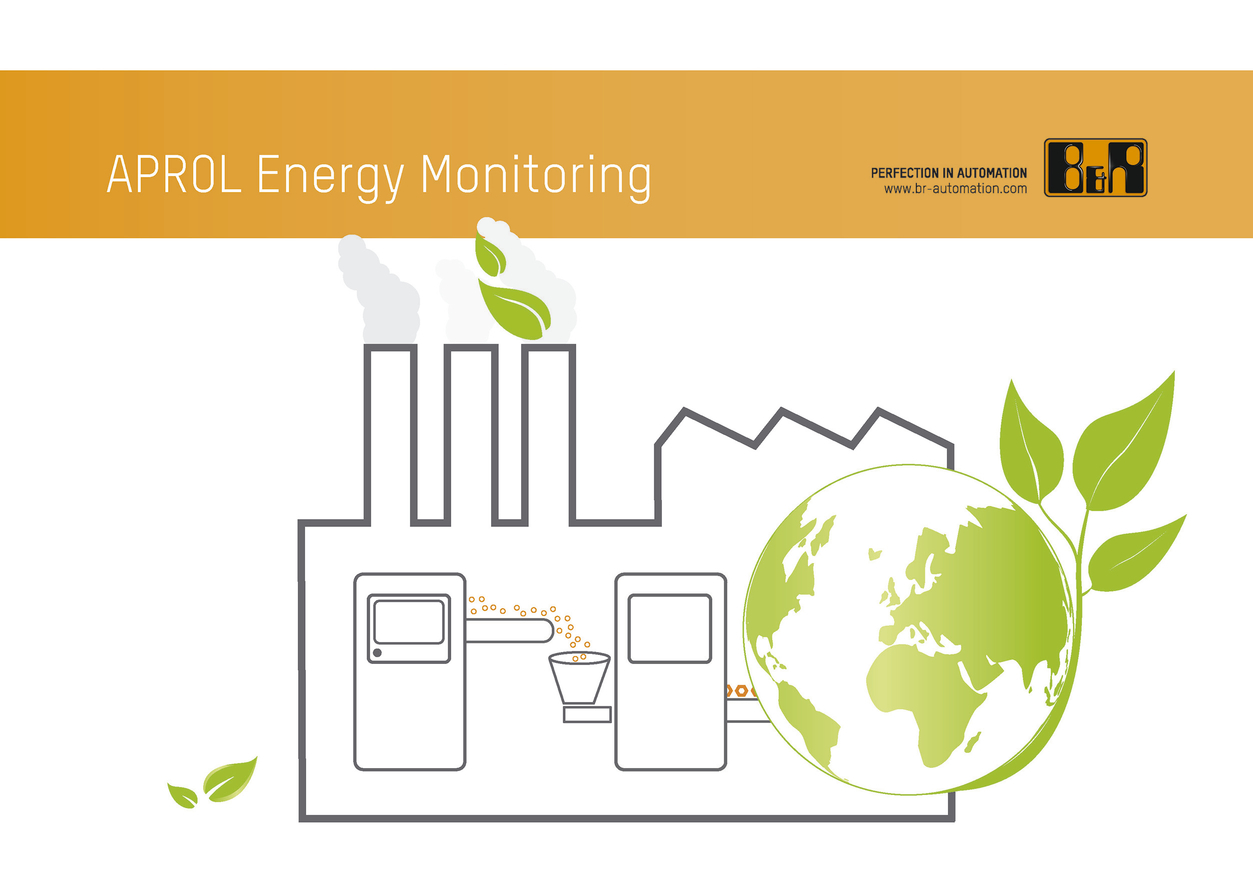 APROL Energy Monitoring
PERFECTION IN AUTOMATION
www.br-automation.com
B&R